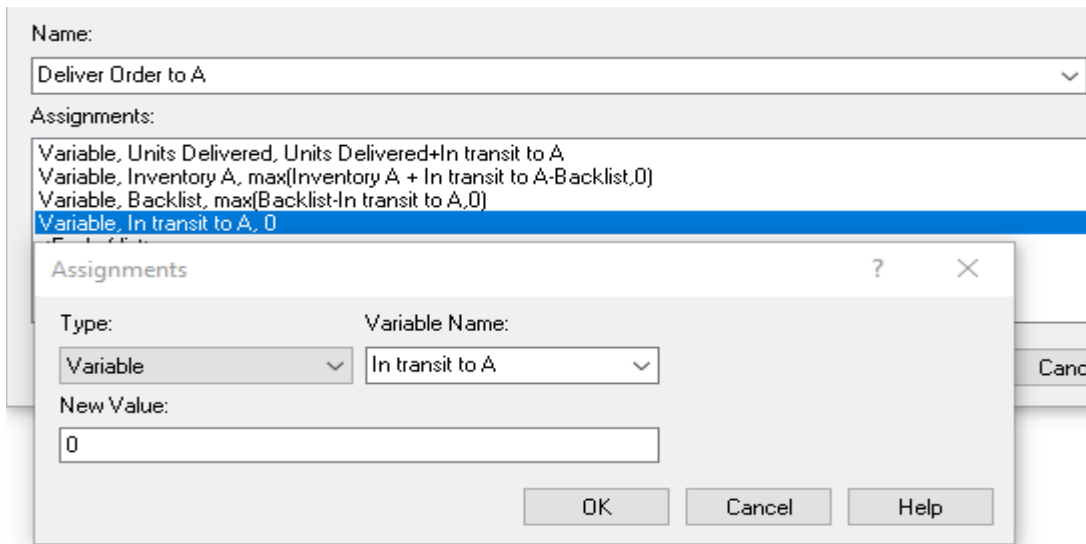 Name:
Deliver Order to A
Assignments:
Variable, Units Delivered, Units Delivered+In transit to A
Variable, Inventory A, max(Inventory A + In transit to A-Backlist,0)
Variable, Backlist, max(Backlist-In transit to A,0)
Variable, In transit to A, 0
Assignments ?
Type: Variable Name:
Variable In transit to A
Canc
New Value:
0
OK Cancel Help